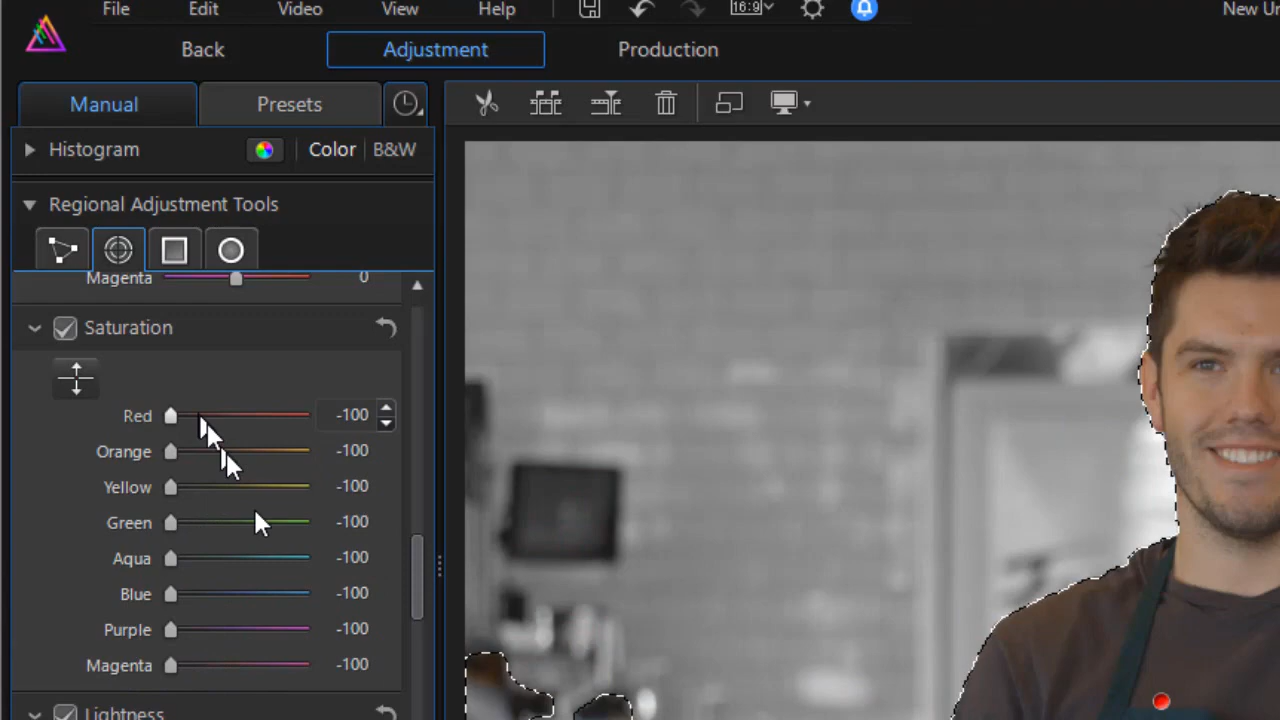 File Edit Video View Help 16:9 New Un
Back Adjustment Production
Manual Presets
Histogram Color B&W
Regional Adjustment Tools
Magenta 0
Saturation
Red -100
Orange -100
Yellow -100
Green -100
Aqua -100
Blue -100
Purple -100
Magenta -100
Lightness